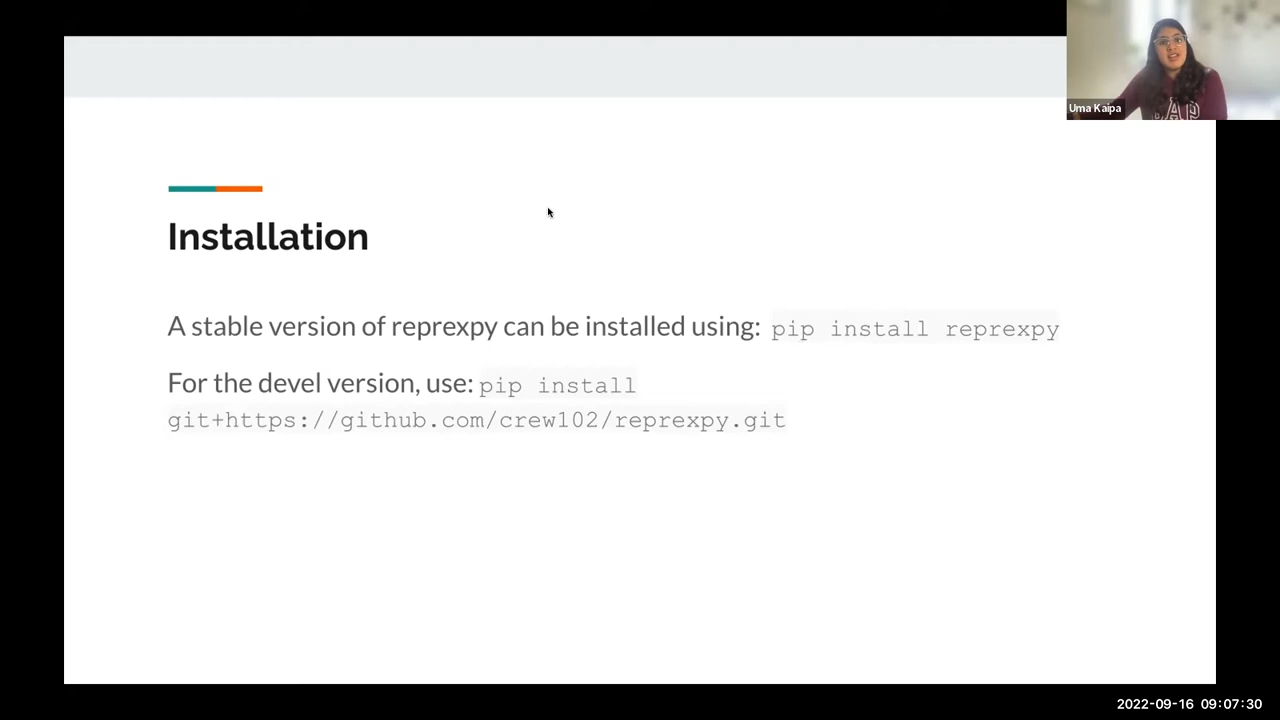 Uma Kaipa
Installation
A stable version of reprexpy can be installed using: pip install reprexpy
For the devel version, use: pip install
git+https://github.com/crew102/reprexpy.git
2022-09-16 09:07:30